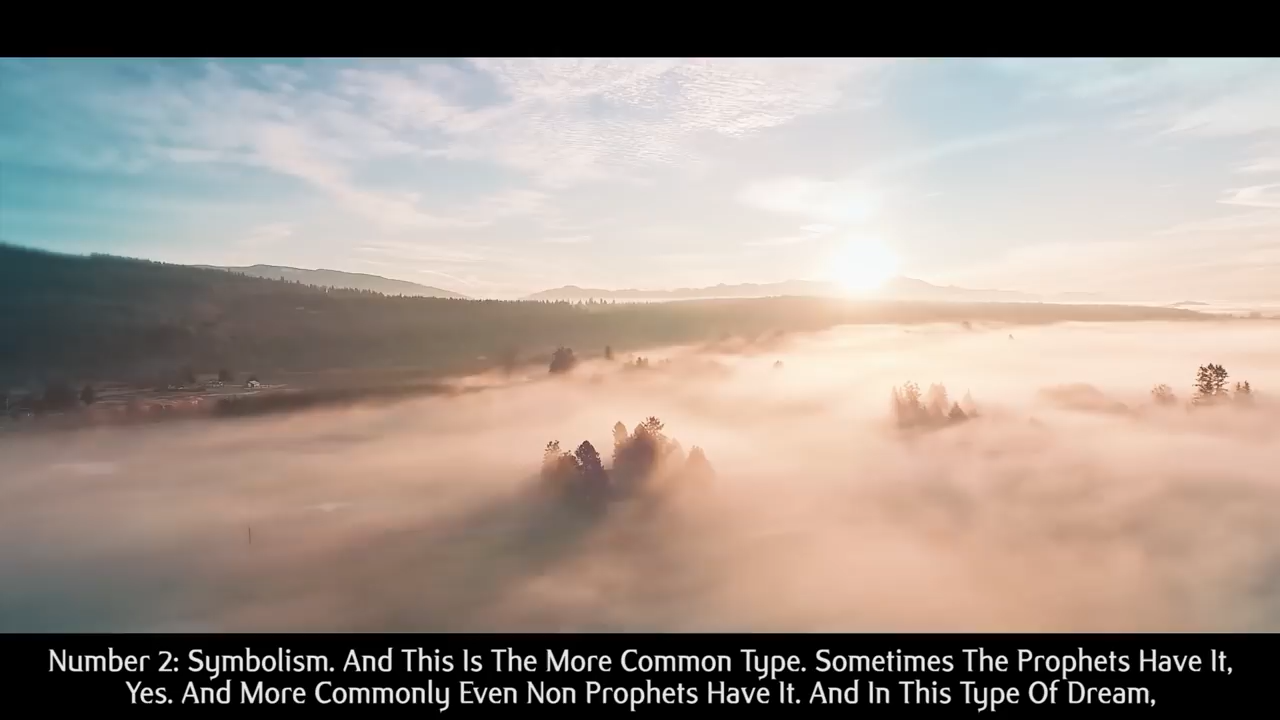 Number 2: Symbolism. And This Is The More Common Type. Sometimes The Prophets Have It,
Yes. And More Commonly Even Non Prophets Have It. And In This Type Of Dream,